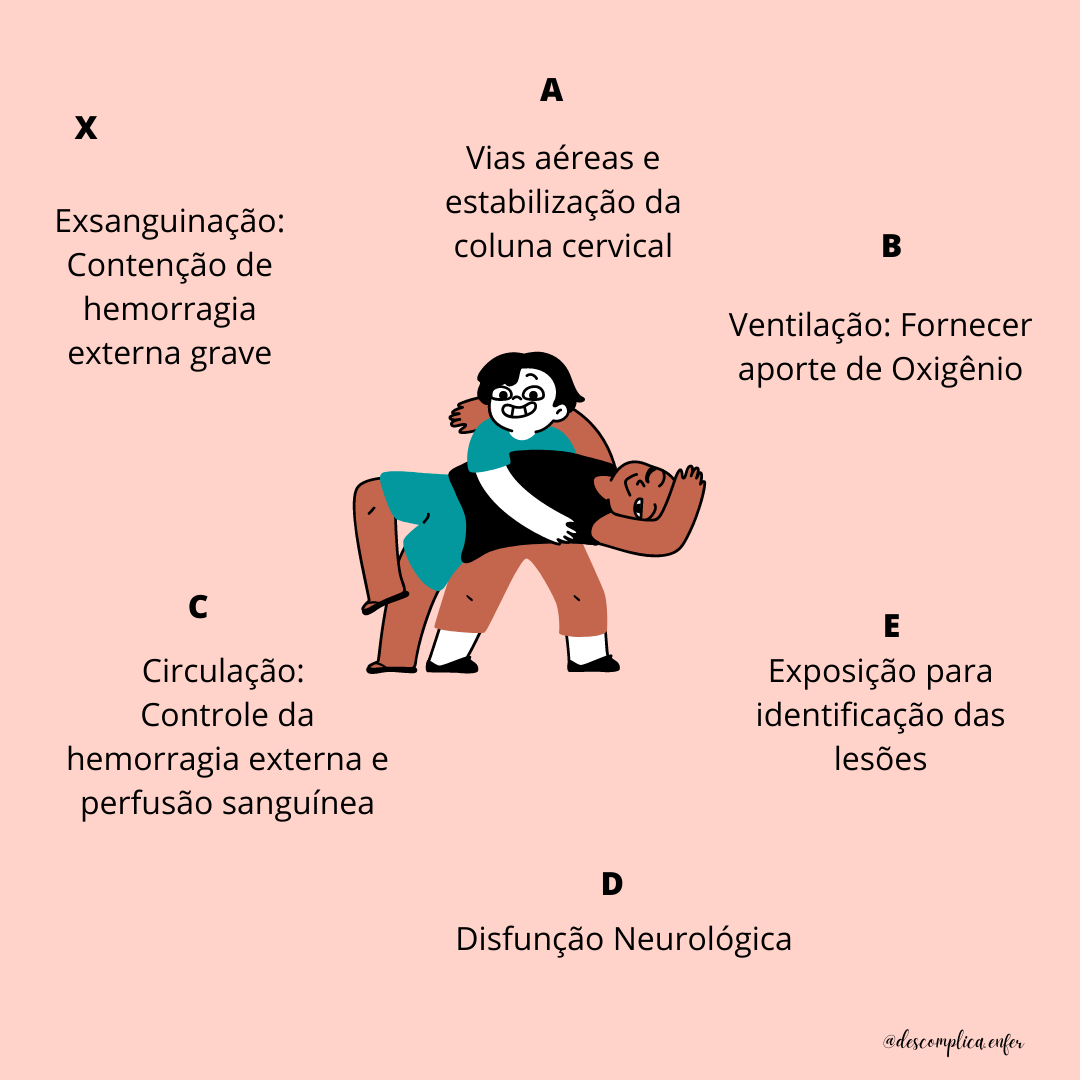 X
Exsanguinação:
Contenção de
hemorragia
externa grave
A
Vias aéreas e
estabilização da
coluna cervical
B
Ventilação: Fornecer
aporte de Oxigênio
C
Circulação:
Controle da
hemorragia externa e
perfusão sanguínea
D
Disfunção Neurológica
E
Exposição para
identificação das
lesões
@descomplica.enfer